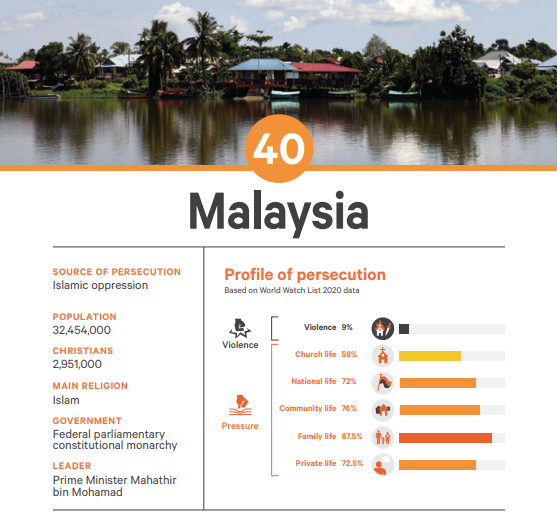 40
Malaysia
SOURCE OF PERSECUTION
Islamic oppression
POPULATION
32,454,000
CHRISTIANS
2,951,000
MAIN RELIGION
Islam
GOVERNMENT
Federal parliamentary
constitutional monarchy
LEADER
Prime Minister Mahathir
bin Mohamad
Profile of persecution
Based on World Watch List 2020 data
Violence
Violence 9%
Pressure
Church life 58%
National life 72%
Community life 76%
Family life 87.5%
Private life 72.5%